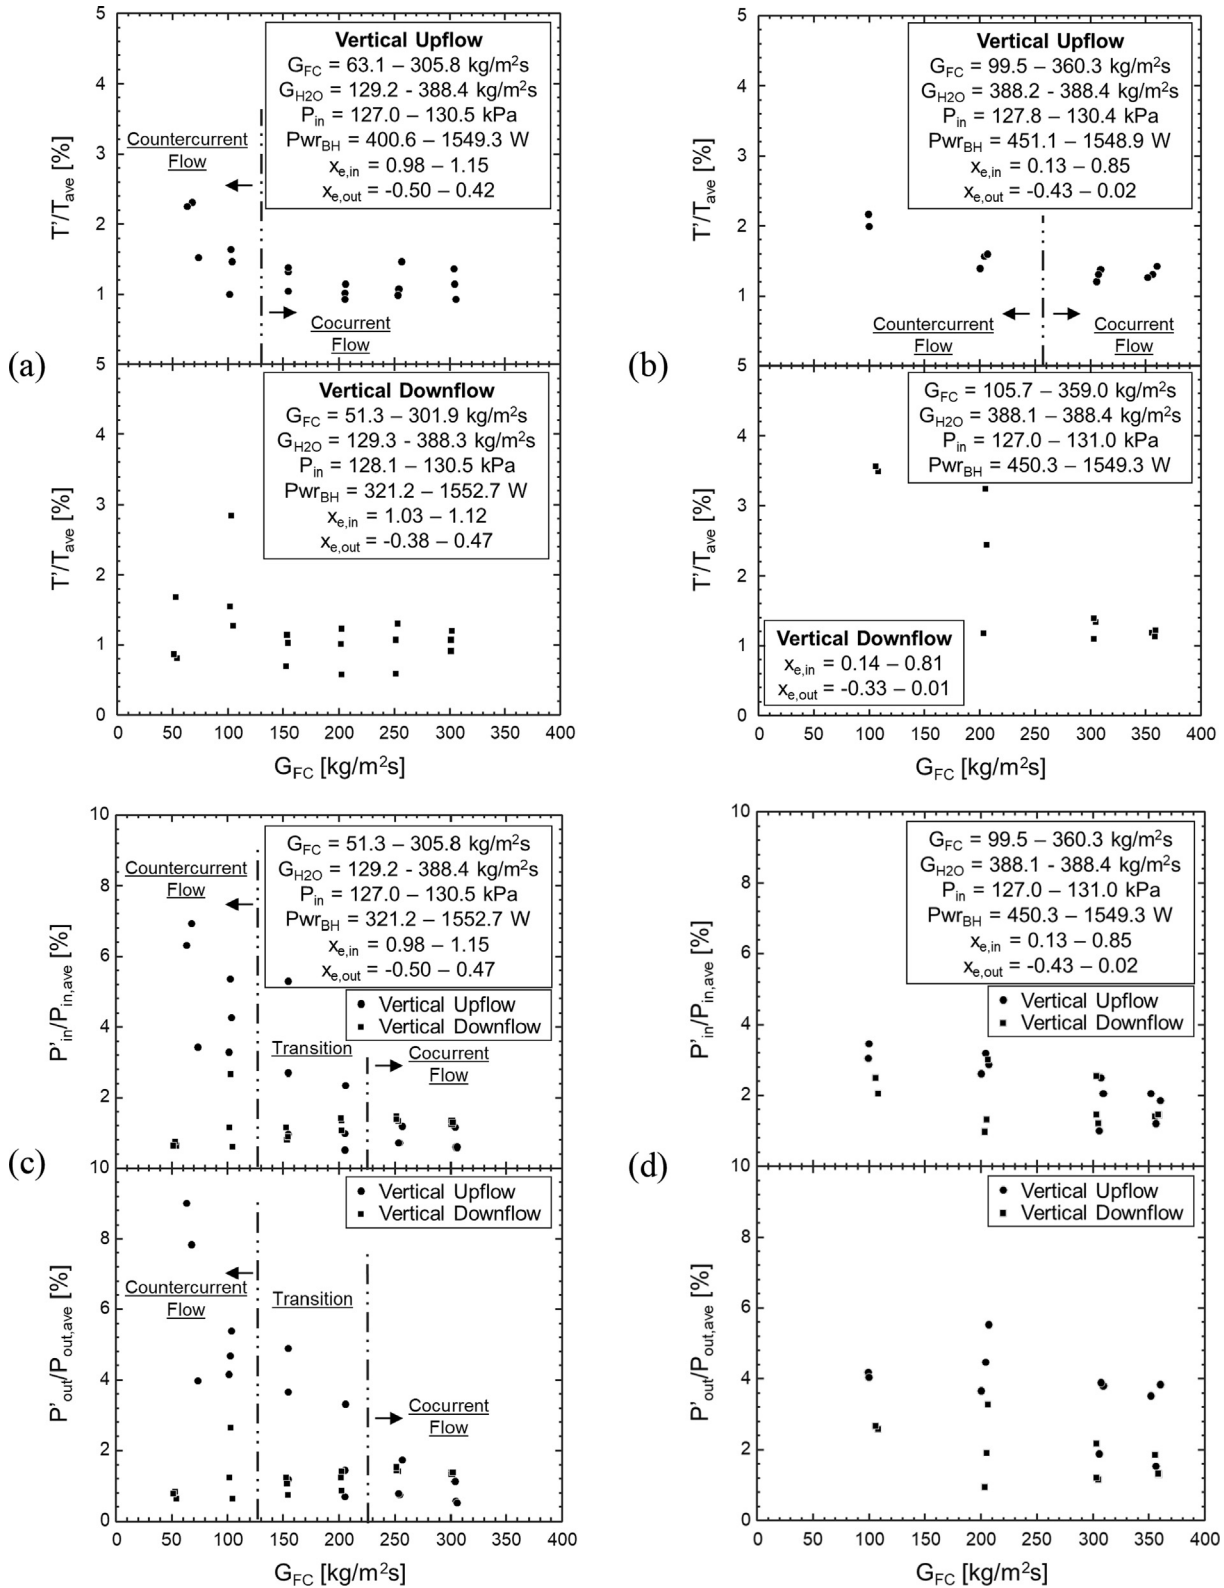 (a)
5
4
3
2
1
T'/T_ave [%]
Vertical Upflow
G_FC = 63.1 – 305.8 kg/m²s
G_H2O = 129.2 - 388.4 kg/m²s
P_in = 127.0 – 130.5 kPa
Pwr_BH = 400.6 – 1549.3 W
x_e,in = 0.98 – 1.15
x_e,out = -0.50 – 0.42
Countercurrent
Flow
Cocurrent
Flow
5
4
3
2
1
0
T'/T_ave [%]
Vertical Downflow
G_FC = 51.3 – 301.9 kg/m²s
G_H2O = 129.3 - 388.3 kg/m²s
P_in = 128.1 – 130.5 kPa
Pwr_BH = 321.2 – 1552.7 W
x_e,in = 1.03 – 1.12
x_e,out = -0.38 – 0.47
0 50 100 150 200 250 300 350 400
G_FC [kg/m²s]
(b)
5
4
3
2
1
T'/T_ave [%]
Vertical Upflow
G_FC = 99.5 – 360.3 kg/m²s
G_H2O = 388.2 - 388.4 kg/m²s
P_in = 127.8 – 130.4 kPa
Pwr_BH = 451.1 – 1548.9 W
x_e,in = 0.13 – 0.85
x_e,out = -0.43 – 0.02
Countercurrent
Flow
Cocurrent
Flow
5
4
3
2
1
0
T'/T_ave [%]
G_FC = 105.7 – 359.0 kg/m²s
G_H2O = 388.1 – 388.4 kg/m²s
P_in = 127.0 – 131.0 kPa
Pwr_BH = 450.3 – 1549.3 W
Vertical Downflow
x_e,in = 0.14 – 0.81
x_e,out = -0.33 – 0.01
0 50 100 150 200 250 300 350 400
G_FC [kg/m²s]
(c)
10
8
6
4
2
P'_in/P_in,ave [%]
G_FC = 51.3 – 305.8 kg/m²s
G_H2O = 129.2 - 388.4 kg/m²s
P_in = 127.0 – 130.5 kPa
Pwr_BH = 321.2 – 1552.7 W
x_e,in = 0.98 – 1.15
x_e,out = -0.50 – 0.47
Vertical Upflow
Vertical Downflow
Countercurrent
Flow
Transition
Cocurrent
Flow
10
8
6
4
2
0
P'_out/P_out,ave [%]
Vertical Upflow
Vertical Downflow
Countercurrent
Flow
Transition
Cocurrent
Flow
0 50 100 150 200 250 300 350 400
G_FC [kg/m²s]
(d)
10
8
6
4
2
P'_in/P_in,ave [%]
G_FC = 99.5 – 360.3 kg/m²s
G_H2O = 388.1 - 388.4 kg/m²s
P_in = 127.0 – 131.0 kPa
Pwr_BH = 450.3 – 1549.3 W
x_e,in = 0.13 – 0.85
x_e,out = -0.43 – 0.02
Vertical Upflow
Vertical Downflow
10
8
6
4
2
0
P'_out/P_out,ave [%]
Vertical Upflow
Vertical Downflow
0 50 100 150 200 250 300 350 400
G_FC [kg/m²s]